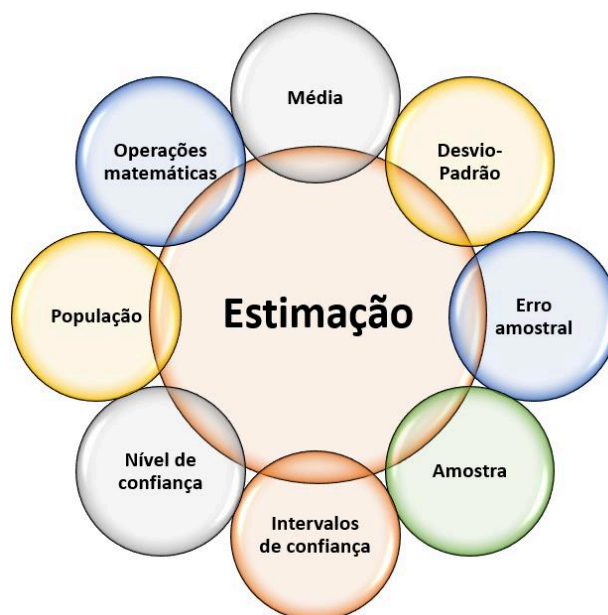 Média
Desvio-
Padrão
Erro
amostral
Amostra
Intervalos
de confiança
Nível de
confiança
População
Operações
matemáticas
Estimação